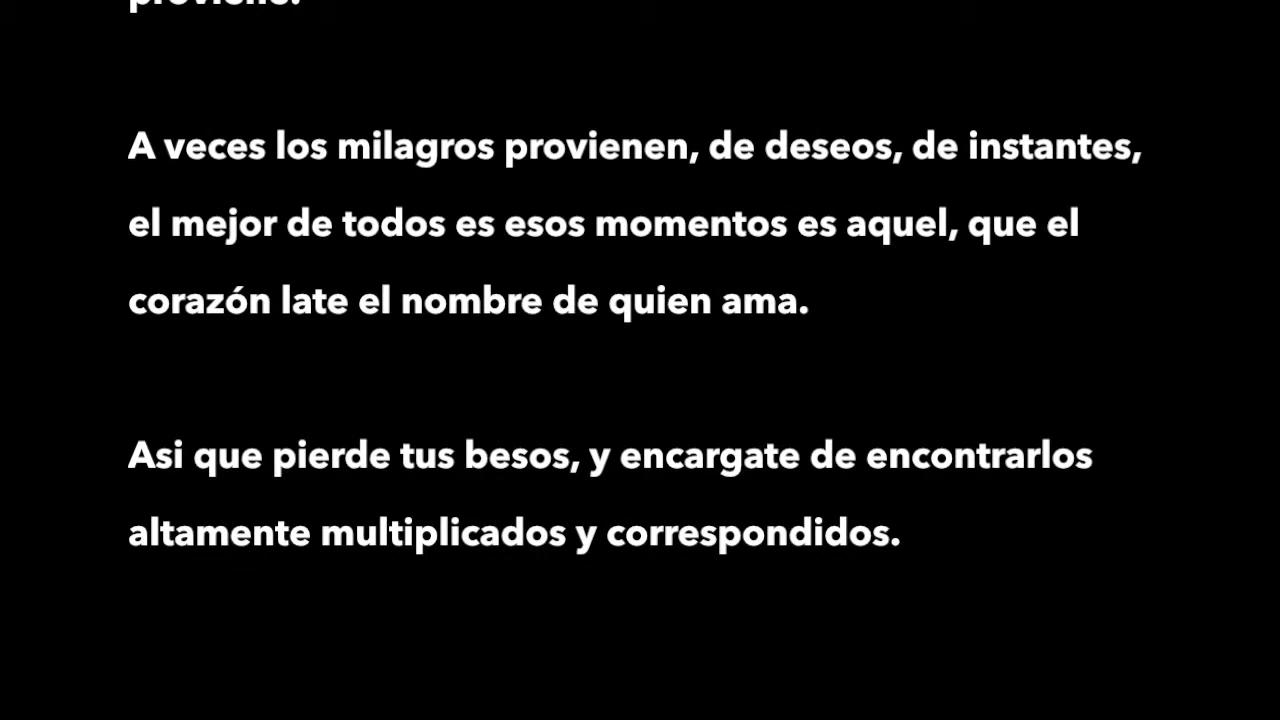 proviene.
A veces los milagros provienen, de deseos, de instantes,
el mejor de todos es esos momentos es aquel, que el
corazón late el nombre de quien ama.
Asi que pierde tus besos, y encargate de encontrarlos
altamente multiplicados y correspondidos.